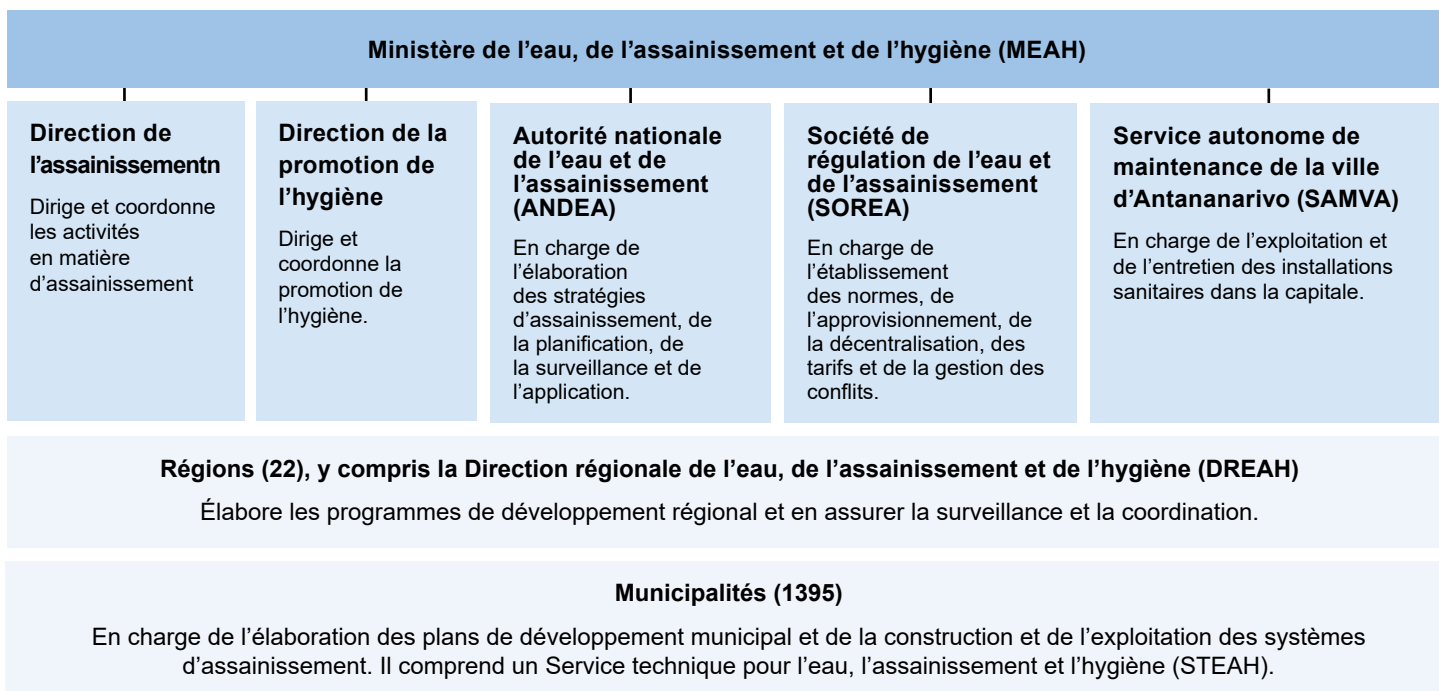 Ministère de l’eau, de l’assainissement et de l’hygiène (MEAH)
Direction de
l’assainissementn
Dirige et coordonne
les activités
en matière
d’assainissement
Direction de la
promotion de
l’hygiène
Dirige et
coordonne la
promotion de
l’hygiène.
Autorité nationale
de l’eau et de
l’assainissement
(ANDEA)
En charge de
l’élaboration
des stratégies
d’assainissement, de
la planification, de
la surveillance et de
l’application.
Société de
régulation de l’eau et
de l’assainissement
(SOREA)
En charge de
l’établissement
des normes, de
l’approvisionnement, de
la décentralisation, des
tarifs et de la gestion des
conflits.
Service autonome de
maintenance de la ville
d’Antananarivo (SAMVA)
En charge de l’exploitation et
de l’entretien des installations
sanitaires dans la capitale.
Régions (22), y compris la Direction régionale de l’eau, de l’assainissement et de l’hygiène (DREAH)
Élabore les programmes de développement régional et en assurer la surveillance et la coordination.
Municipalités (1395)
En charge de l’élaboration des plans de développement municipal et de la construction et de l’exploitation des systèmes
d’assainissement. Il comprend un Service technique pour l’eau, l’assainissement et l’hygiène (STEAH).